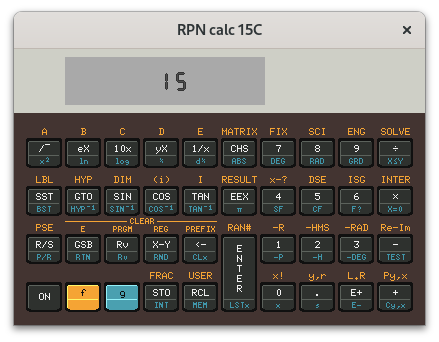 RPN calc 15C ×
15
A B C D E MATRIX FIX SCI ENG SOLVE
/¯ eX 10x yX 1/x CHS 7 8 9 ÷
x² ln log % d% ABS DEG RAD GRD X≤Y
LBL HYP DIM (i) I RESULT x-? DSE ISG INTER
SST GTO SIN COS TAN EEX 4 5 6 ×
BST HYP⁻¹ SIN⁻¹ COS⁻¹ TAN⁻¹ π SF CF F? X=0
CLEAR
PSE Σ PRGM REG PREFIX RAN# -R -HMS -RAD Re-Im
R/S GSB Rv X-Y <- ENTER 1 2 3 -
P/R RTN Rv RND CLx -P -H -DEG TEST
FRAC USER x! y,r L.R Py,x
ON f g STO RCL 0 . E+ +
INT MEM LSTx x s E- Cy,x